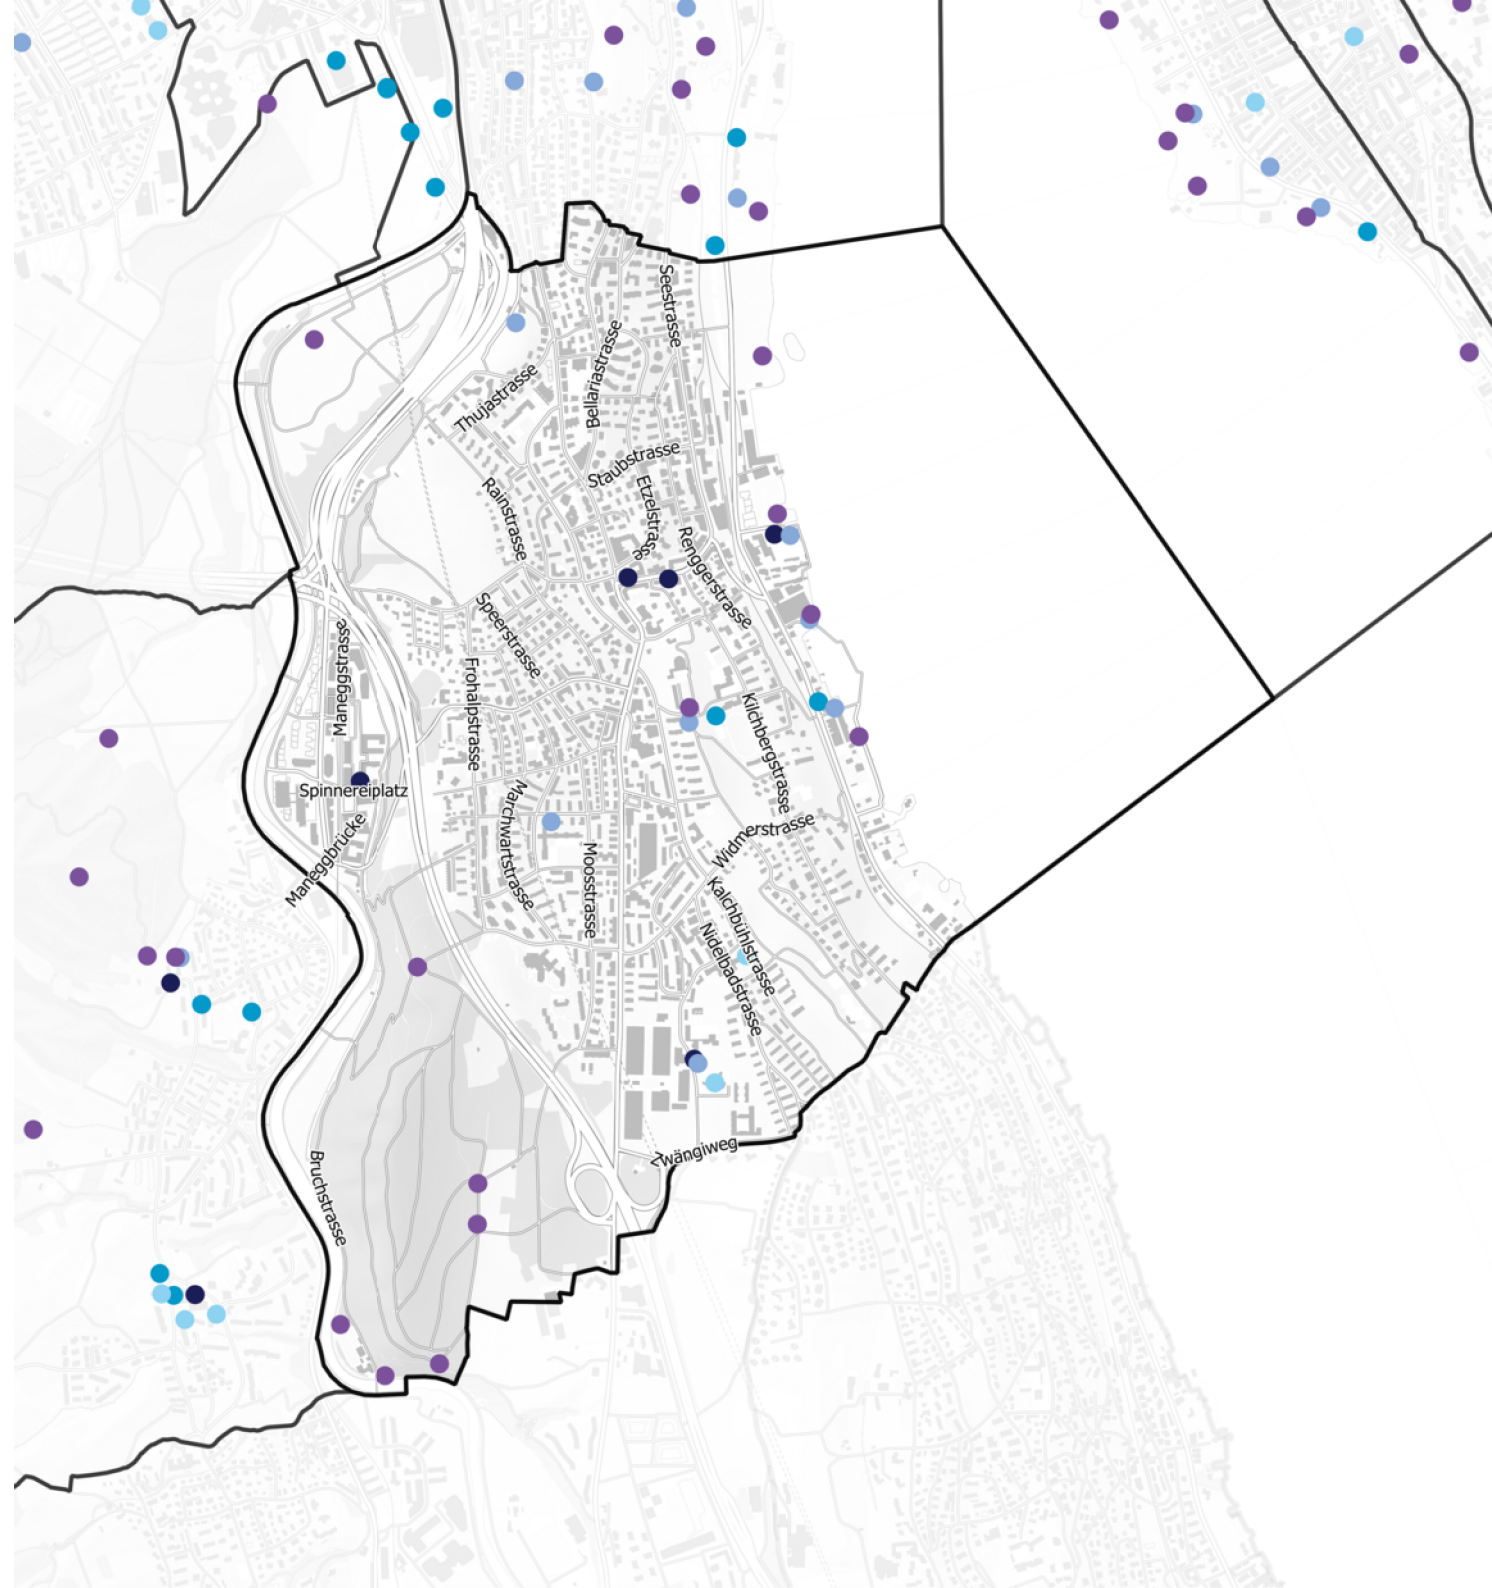 Seestrasse
Bellariastrasse
Thujastrasse
Staubstrasse
Etzelstrasse
Rainstrasse
Renggerstrasse
Speerstrasse
Maneggstrasse
Frohalpstrasse
Kilchbergstrasse
Spinnereiplatz
Marchwartstrasse
Maneggbrücke
Widmerstrasse
Moosstrasse
Kalchbühlstrasse
Nidelbadstrasse
Zwängiweg
Bruchstrasse